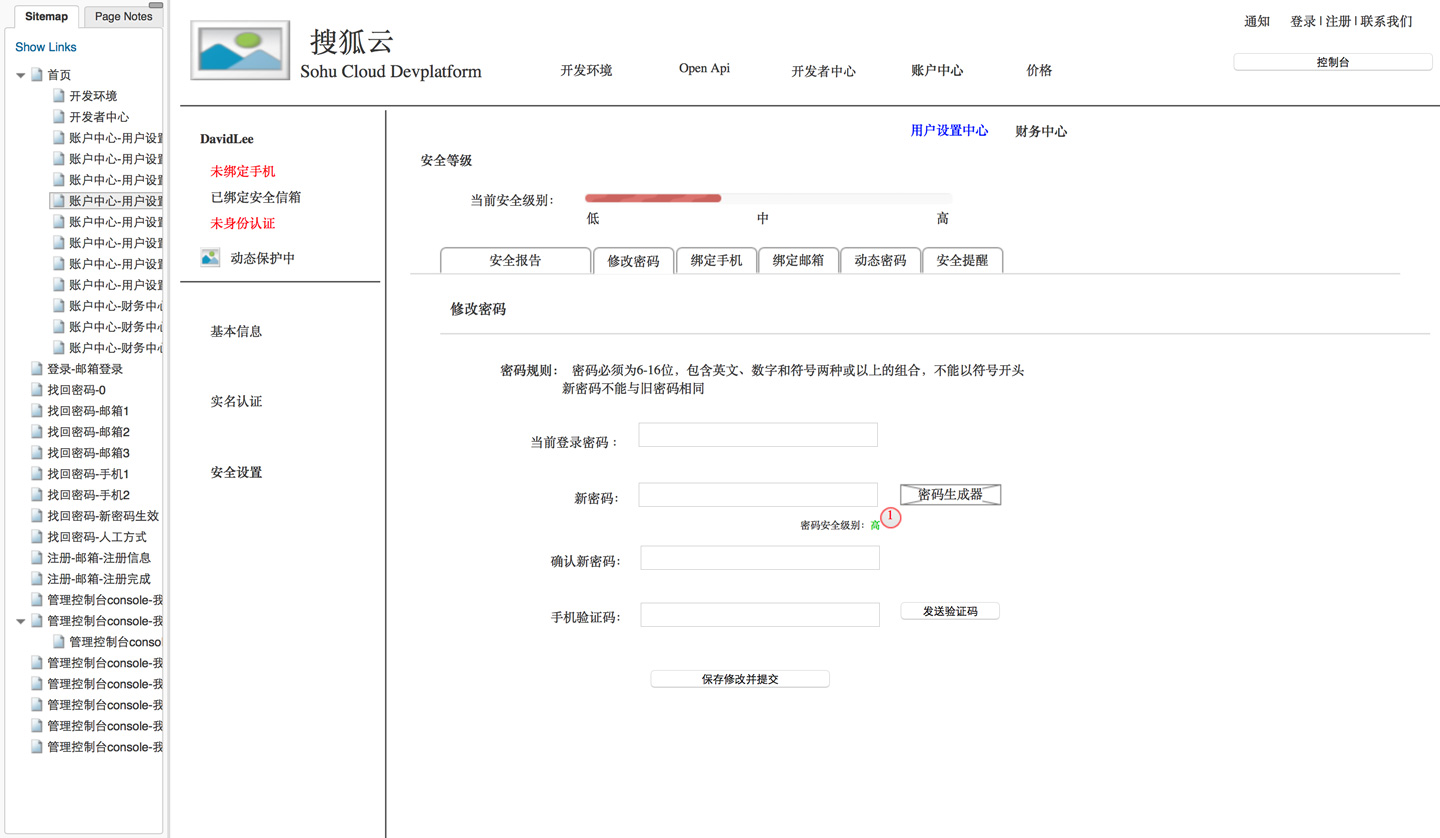 Sitemap
Page Notes
Show Links
首页
开发环境
开发者中心
账户中心-用户设置
账户中心-用户设置
账户中心-用户设置
账户中心-用户设置
账户中心-用户设置
账户中心-用户设置
账户中心-用户设置
账户中心-用户设置
账户中心-财务中心
账户中心-财务中心
账户中心-财务中心
登录-邮箱登录
找回密码-0
找回密码-邮箱1
找回密码-邮箱2
找回密码-邮箱3
找回密码-手机1
找回密码-手机2
找回密码-新密码生效
找回密码-人工方式
注册-邮箱-注册信息
注册-邮箱-注册完成
管理控制台console-我
管理控制台console-我
管理控制台conso
管理控制台console-我
管理控制台console-我
管理控制台console-我
管理控制台console-我
管理控制台console-我
搜狐云
Sohu Cloud Devplatform
开发环境
Open Api
开发者中心
账户中心
价格
通知 登录 | 注册 | 联系我们
控制台
DavidLee
未绑定手机
已绑定安全信箱
未身份认证
动态保护中
基本信息
实名认证
安全设置
用户设置中心
财务中心
安全等级
当前安全级别:
低
中
高
安全报告
修改密码
绑定手机
绑定邮箱
动态密码
安全提醒
修改密码
密码规则： 密码必须为6-16位，包含英文、数字和符号两种或以上的组合，不能以符号开头
新密码不能与旧密码相同
当前登录密码：
新密码:
密码生成器
密码安全级别: 高
1
确认新密码:
手机验证码:
发送验证码
保存修改并提交